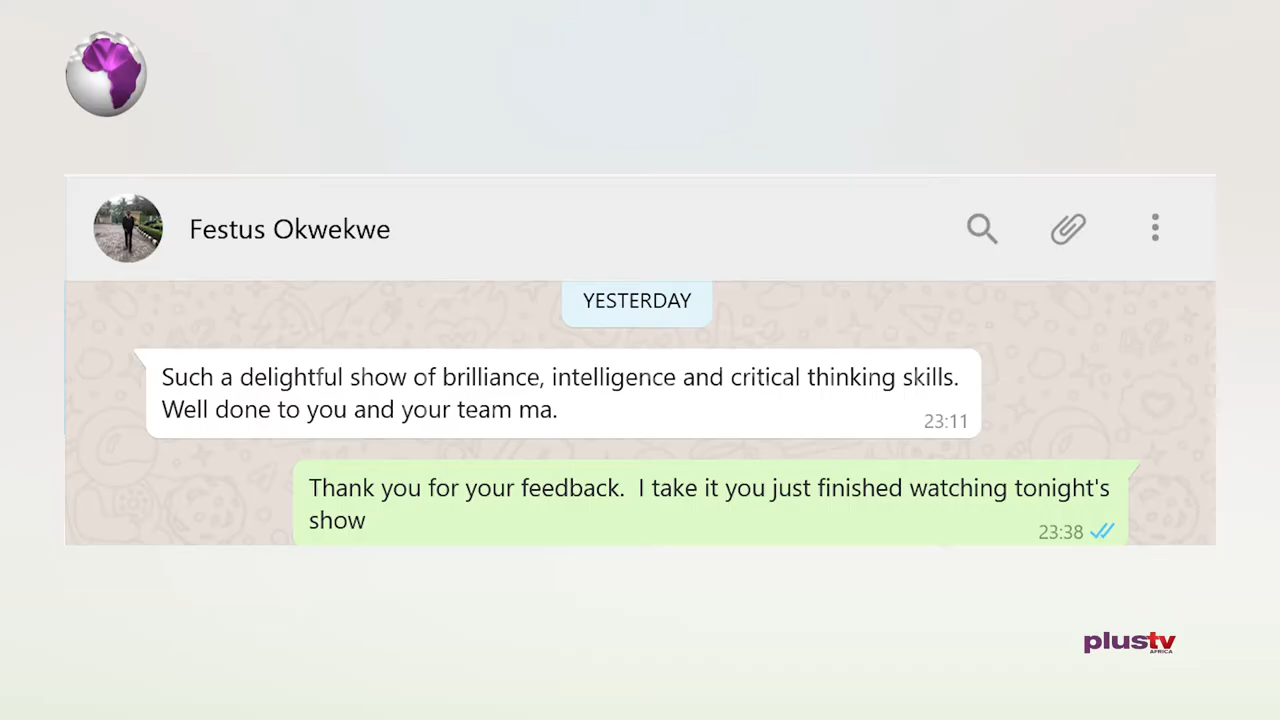 Festus Okwekwe
YESTERDAY
Such a delightful show of brilliance, intelligence and critical thinking skills.
Well done to you and your team ma.
23:11
Thank you for your feedback.  I take it you just finished watching tonight's
show
23:38
plustv
AFRICA